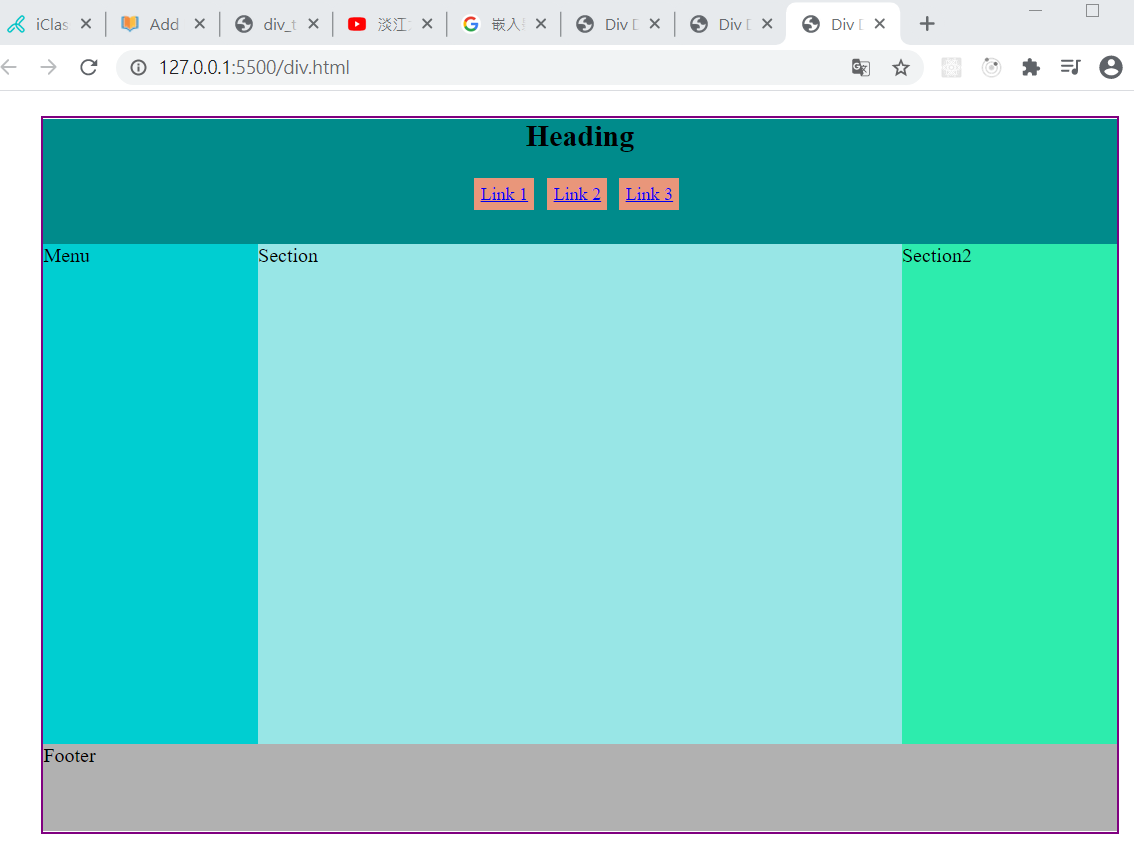 iClas
Add
div_t
淡江
嵌入
Div D
Div D
Div D
127.0.0.1:5500/div.html
Heading
Link 1 Link 2 Link 3
Menu
Section
Section2
Footer